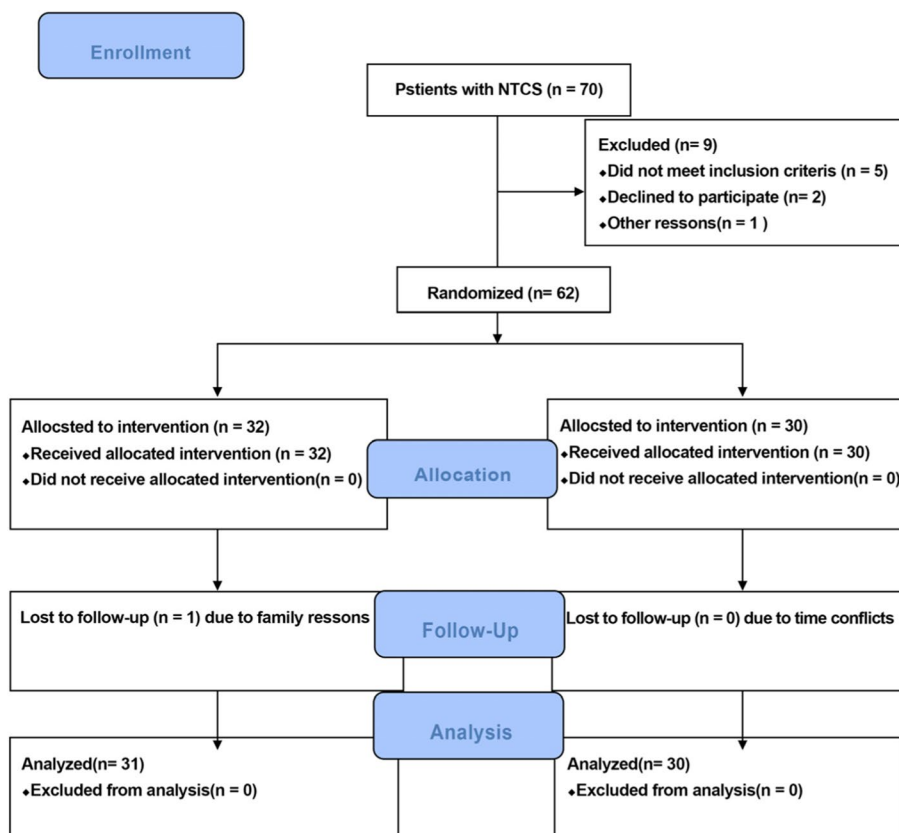 Enrollment
Pstients with NTCS (n = 70)
Excluded (n= 9)
◆Did not meet inclusion criteris (n = 5)
◆Declined to participate (n= 2)
◆Other ressons(n = 1 )
Randomized (n= 62)
Allocsted to intervention (n = 32)
◆Received allocated intervention (n = 32)
◆Did not receive allocated intervention(n = 0)
Allocation
Allocsted to intervention (n = 30)
◆Received allocated intervention (n = 30)
◆Did not receive allocated intervention(n = 0)
Lost to follow-up (n = 1) due to family ressons
Follow-Up
Lost to follow-up (n = 0) due to time conflicts
Analysis
Analyzed(n= 31)
◆Excluded from analysis(n = 0)
Analyzed(n= 30)
◆Excluded from analysis(n = 0)